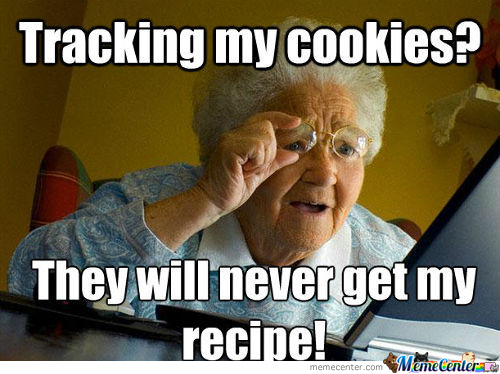 Tracking my cookies?
They will never get my
recipe!
memecenter.com MemeCenter